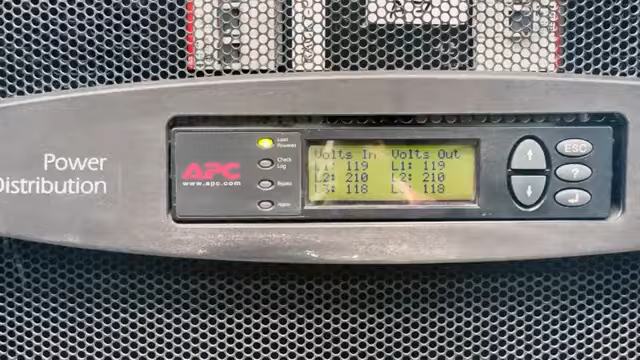 Power
Distribution
APC
www.apc.com
Load
Powered
Check
Log
Bypass
Alarm
Volts In Volts Out
L1: 119 L1: 119
L2: 210 L2: 210
L3: 118 L3: 118
ESC
?